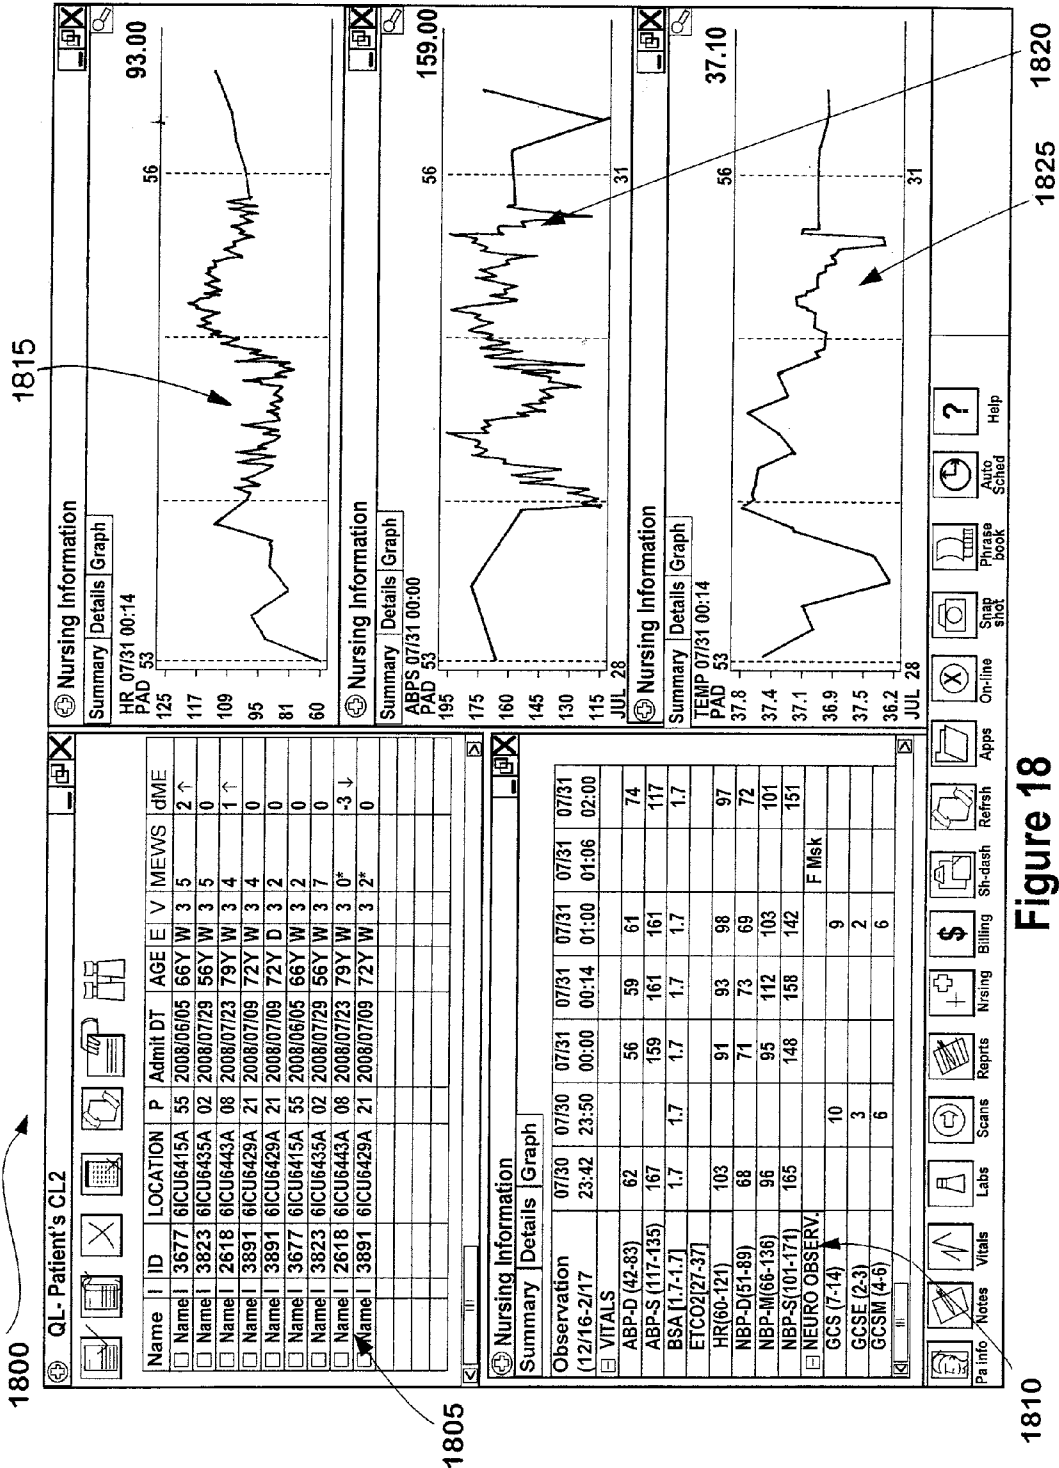 1800
QL- Patient's CL2
Name I ID LOCATION P Admit DT AGE E V MEWS dME
Name I 3677 6ICU6415A 55 2008/06/05 66Y W 3 5 2 ↑
Name I 3823 6ICU6435A 02 2008/07/29 56Y W 3 5 0
Name I 2618 6ICU6443A 08 2008/07/23 79Y W 3 4 1 ↑
Name I 3891 6ICU6429A 21 2008/07/09 72Y W 3 4 0
Name I 3891 6ICU6429A 21 2008/07/09 72Y D 3 2 0
Name I 3677 6ICU6415A 55 2008/06/05 66Y W 3 2 0
Name I 3823 6ICU6435A 02 2008/07/29 56Y W 3 7 0
Name I 2618 6ICU6443A 08 2008/07/23 79Y W 3 0* -3 ↓
Name I 3891 6ICU6429A 21 2008/07/09 72Y W 3 2* 0
1805
Nursing Information
Summary Details Graph
Observation 07/30 07/30 07/31 07/31 07/31 07/31 07/31
(12/16-2/17 23:42 23:50 00:00 00:14 01:00 01:06 02:00
VITALS
ABP-D (42-83) 62 56 59 61 74
ABP-S (117-135) 167 159 161 161 117
BSA [1.7-1.7] 1.7 1.7 1.7 1.7 1.7 1.7
ETCO2[27-37]
HR(60-121) 103 91 93 98 97
NBP-D(51-89) 68 71 73 69 72
NBP-M(66-136) 96 95 112 103 101
NBP-S(101-171) 165 148 158 142 151
NEURO OBSERV. F Msk
GCS (7-14) 10 9
GCSE (2-3) 3 2
GCSM (4-6) 6 6
1810
Nursing Information
Summary Details Graph
HR 07/31 00:14 93.00
PAD 53 56
125
117
109
95
81
60
1815
Nursing Information
Summary Details Graph
ABPS 07/31 00:00 159.00
PAD 53 56
195
175
160
145
130
115
JUL 28 31
1820
Nursing Information
Summary Details Graph
TEMP 07/31 00:14 37.10
PAD 53 56
37.8
37.4
37.1
36.9
37.5
36.2
JUL 28 31
1825
Pa info Notes Vitals Labs Scans Reprts Nrsing Billing Sh-dash Refrsh Apps On-line Snap shot Phrase book Auto Sched Help
Figure 18